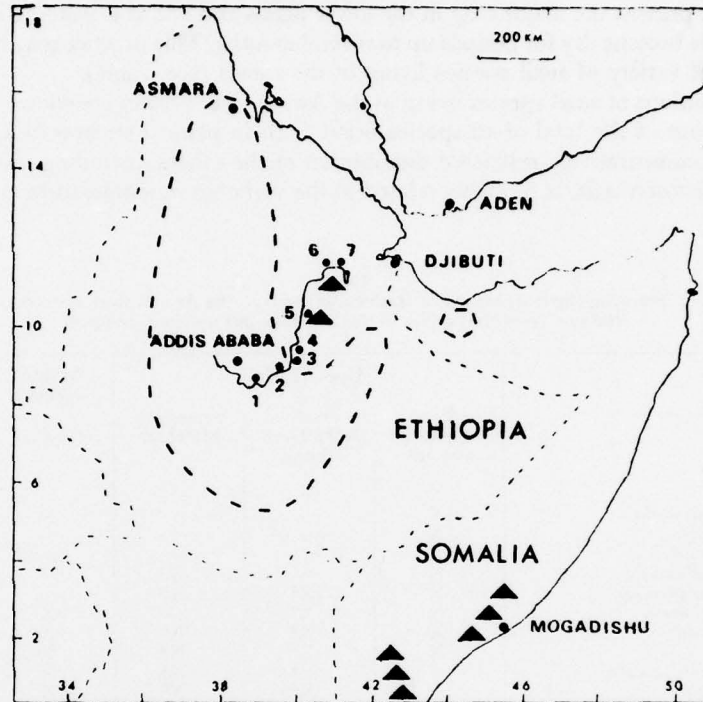 18
200 KM
ASMARA
14
ADEN
6 7
DJIBUTI
5
10
ADDIS ABABA
4
3
2
1
ETHIOPIA
6
SOMALIA
2
MOGADISHU
34
38
42
46
50